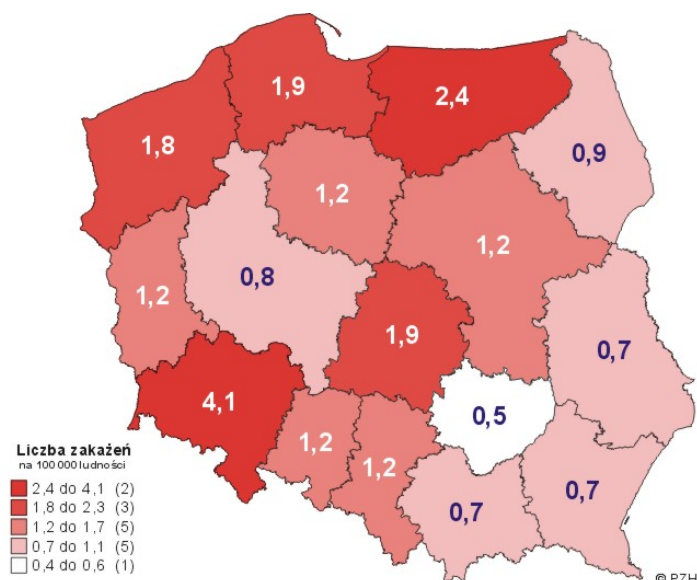 1,9
2,4
1,8
0,9
1,2
1,2
0,8
1,2
1,9
0,7
4,1
0,5
1,2
1,2
0,7
0,7
Liczba zakażeń
na 100 000 ludności
2,4 do 4,1 (2)
1,8 do 2,3 (3)
1,2 do 1,7 (5)
0,7 do 1,1 (5)
0,4 do 0,6 (1)
© PZH